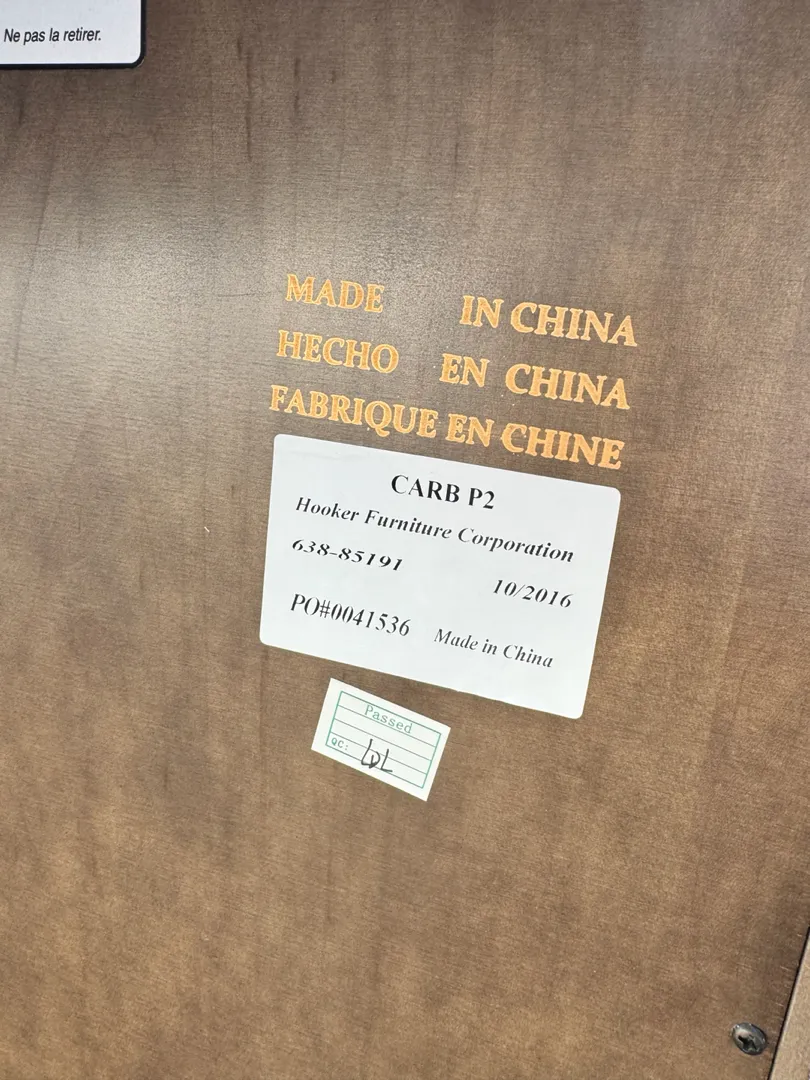 Ne pas la retirer.
MADE IN CHINA
HECHO EN CHINA
FABRIQUE EN CHINE
CARB P2
Hooker Furniture Corporation
638-85191
10/2016
PO#0041536 Made in China
Passed
QC: